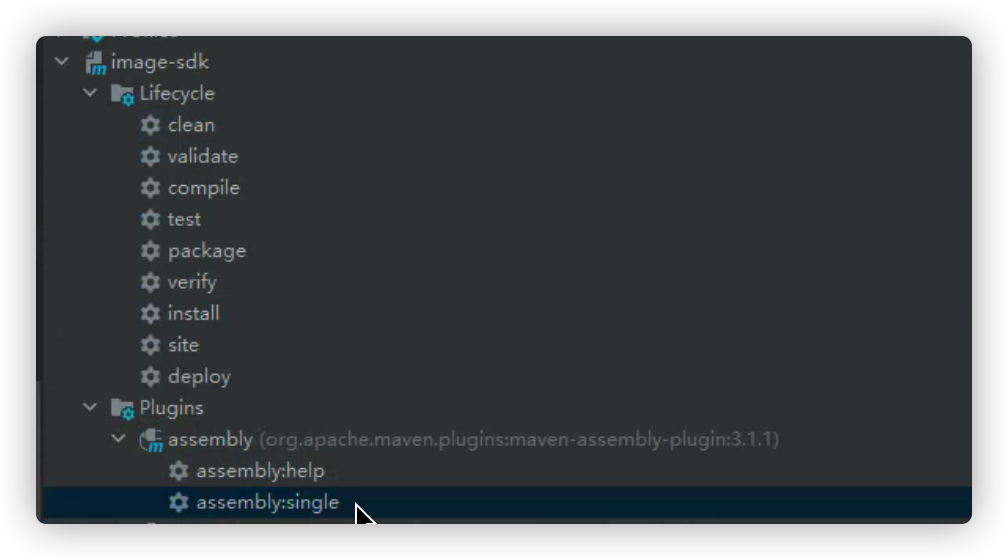 image-sdk
Lifecycle
clean
validate
compile
test
package
verify
install
site
deploy
Plugins
assembly (org.apache.maven.plugins:maven-assembly-plugin:3.1.1)
assembly:help
assembly:single